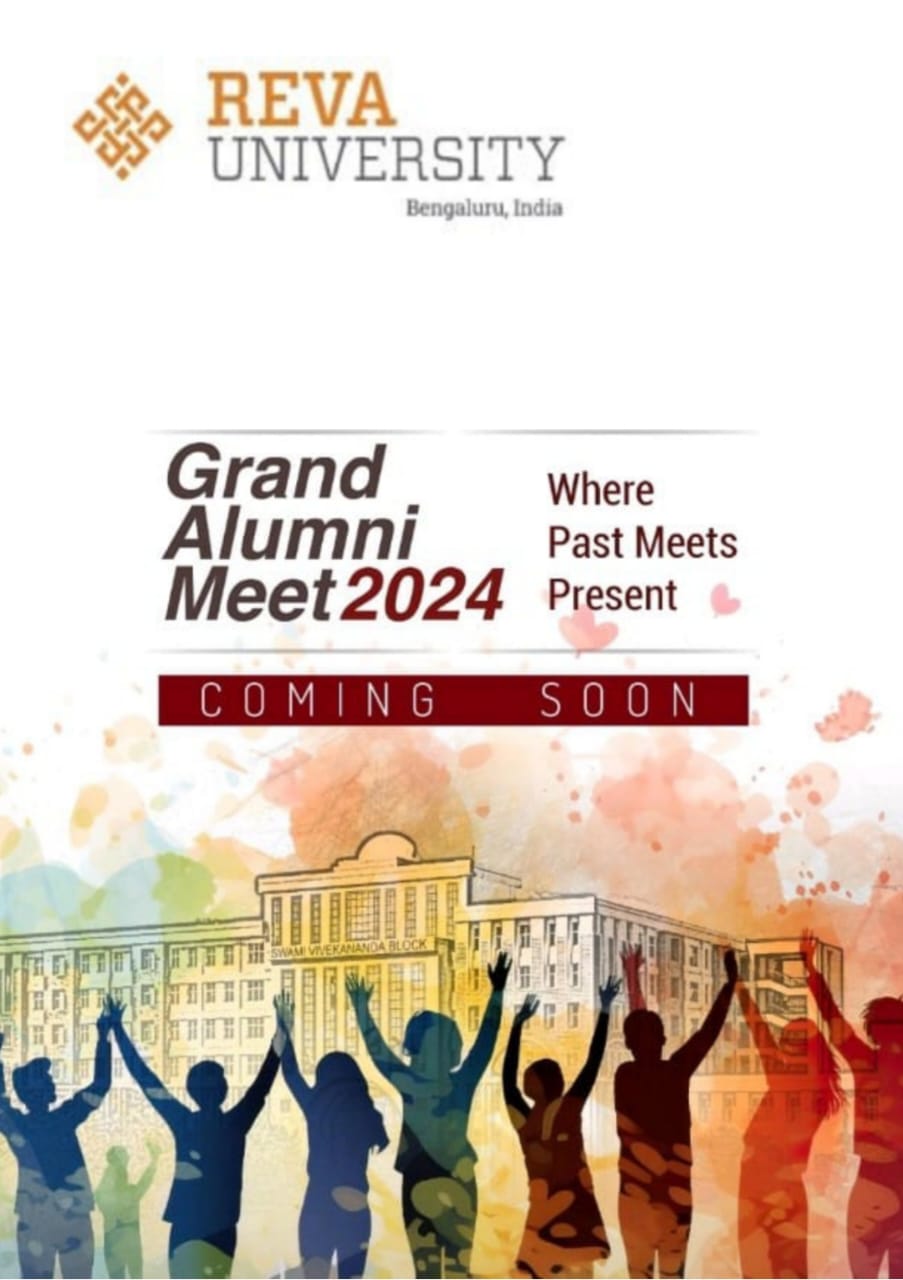 REVA
UNIVERSITY
Bengaluru, India
Grand
Alumni
Meet 2024
Where
Past Meets
Present
COMING SOON
SWAMI VIVEKANANDA BLOCK